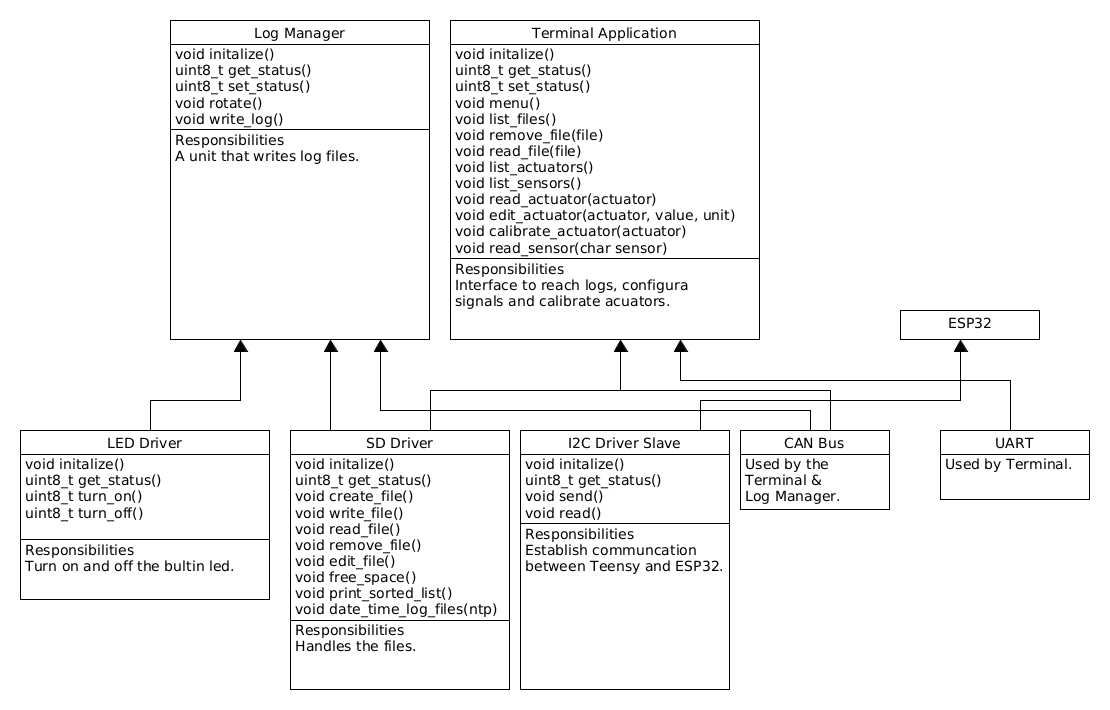 Log Manager
void initalize()
uint8_t get_status()
uint8_t set_status()
void rotate()
void write_log()
Responsibilities
A unit that writes log files.
Terminal Application
void initalize()
uint8_t get_status()
uint8_t set_status()
void menu()
void list_files()
void remove_file(file)
void read_file(file)
void list_actuators()
void list_sensors()
void read_actuator(actuator)
void edit_actuator(actuator, value, unit)
void calibrate_actuator(actuator)
void read_sensor(char sensor)
Responsibilities
Interface to reach logs, configura
signals and calibrate acuators.
ESP32
LED Driver
void initalize()
uint8_t get_status()
uint8_t turn_on()
uint8_t turn_off()
Responsibilities
Turn on and off the bultin led.
SD Driver
void initalize()
uint8_t get_status()
void create_file()
void write_file()
void read_file()
void remove_file()
void edit_file()
void free_space()
void print_sorted_list()
void date_time_log_files(ntp)
Responsibilities
Handles the files.
I2C Driver Slave
void initalize()
uint8_t get_status()
void send()
void read()
Responsibilities
Establish communcation
between Teensy and ESP32.
CAN Bus
Used by the
Terminal &
Log Manager.
UART
Used by Terminal.